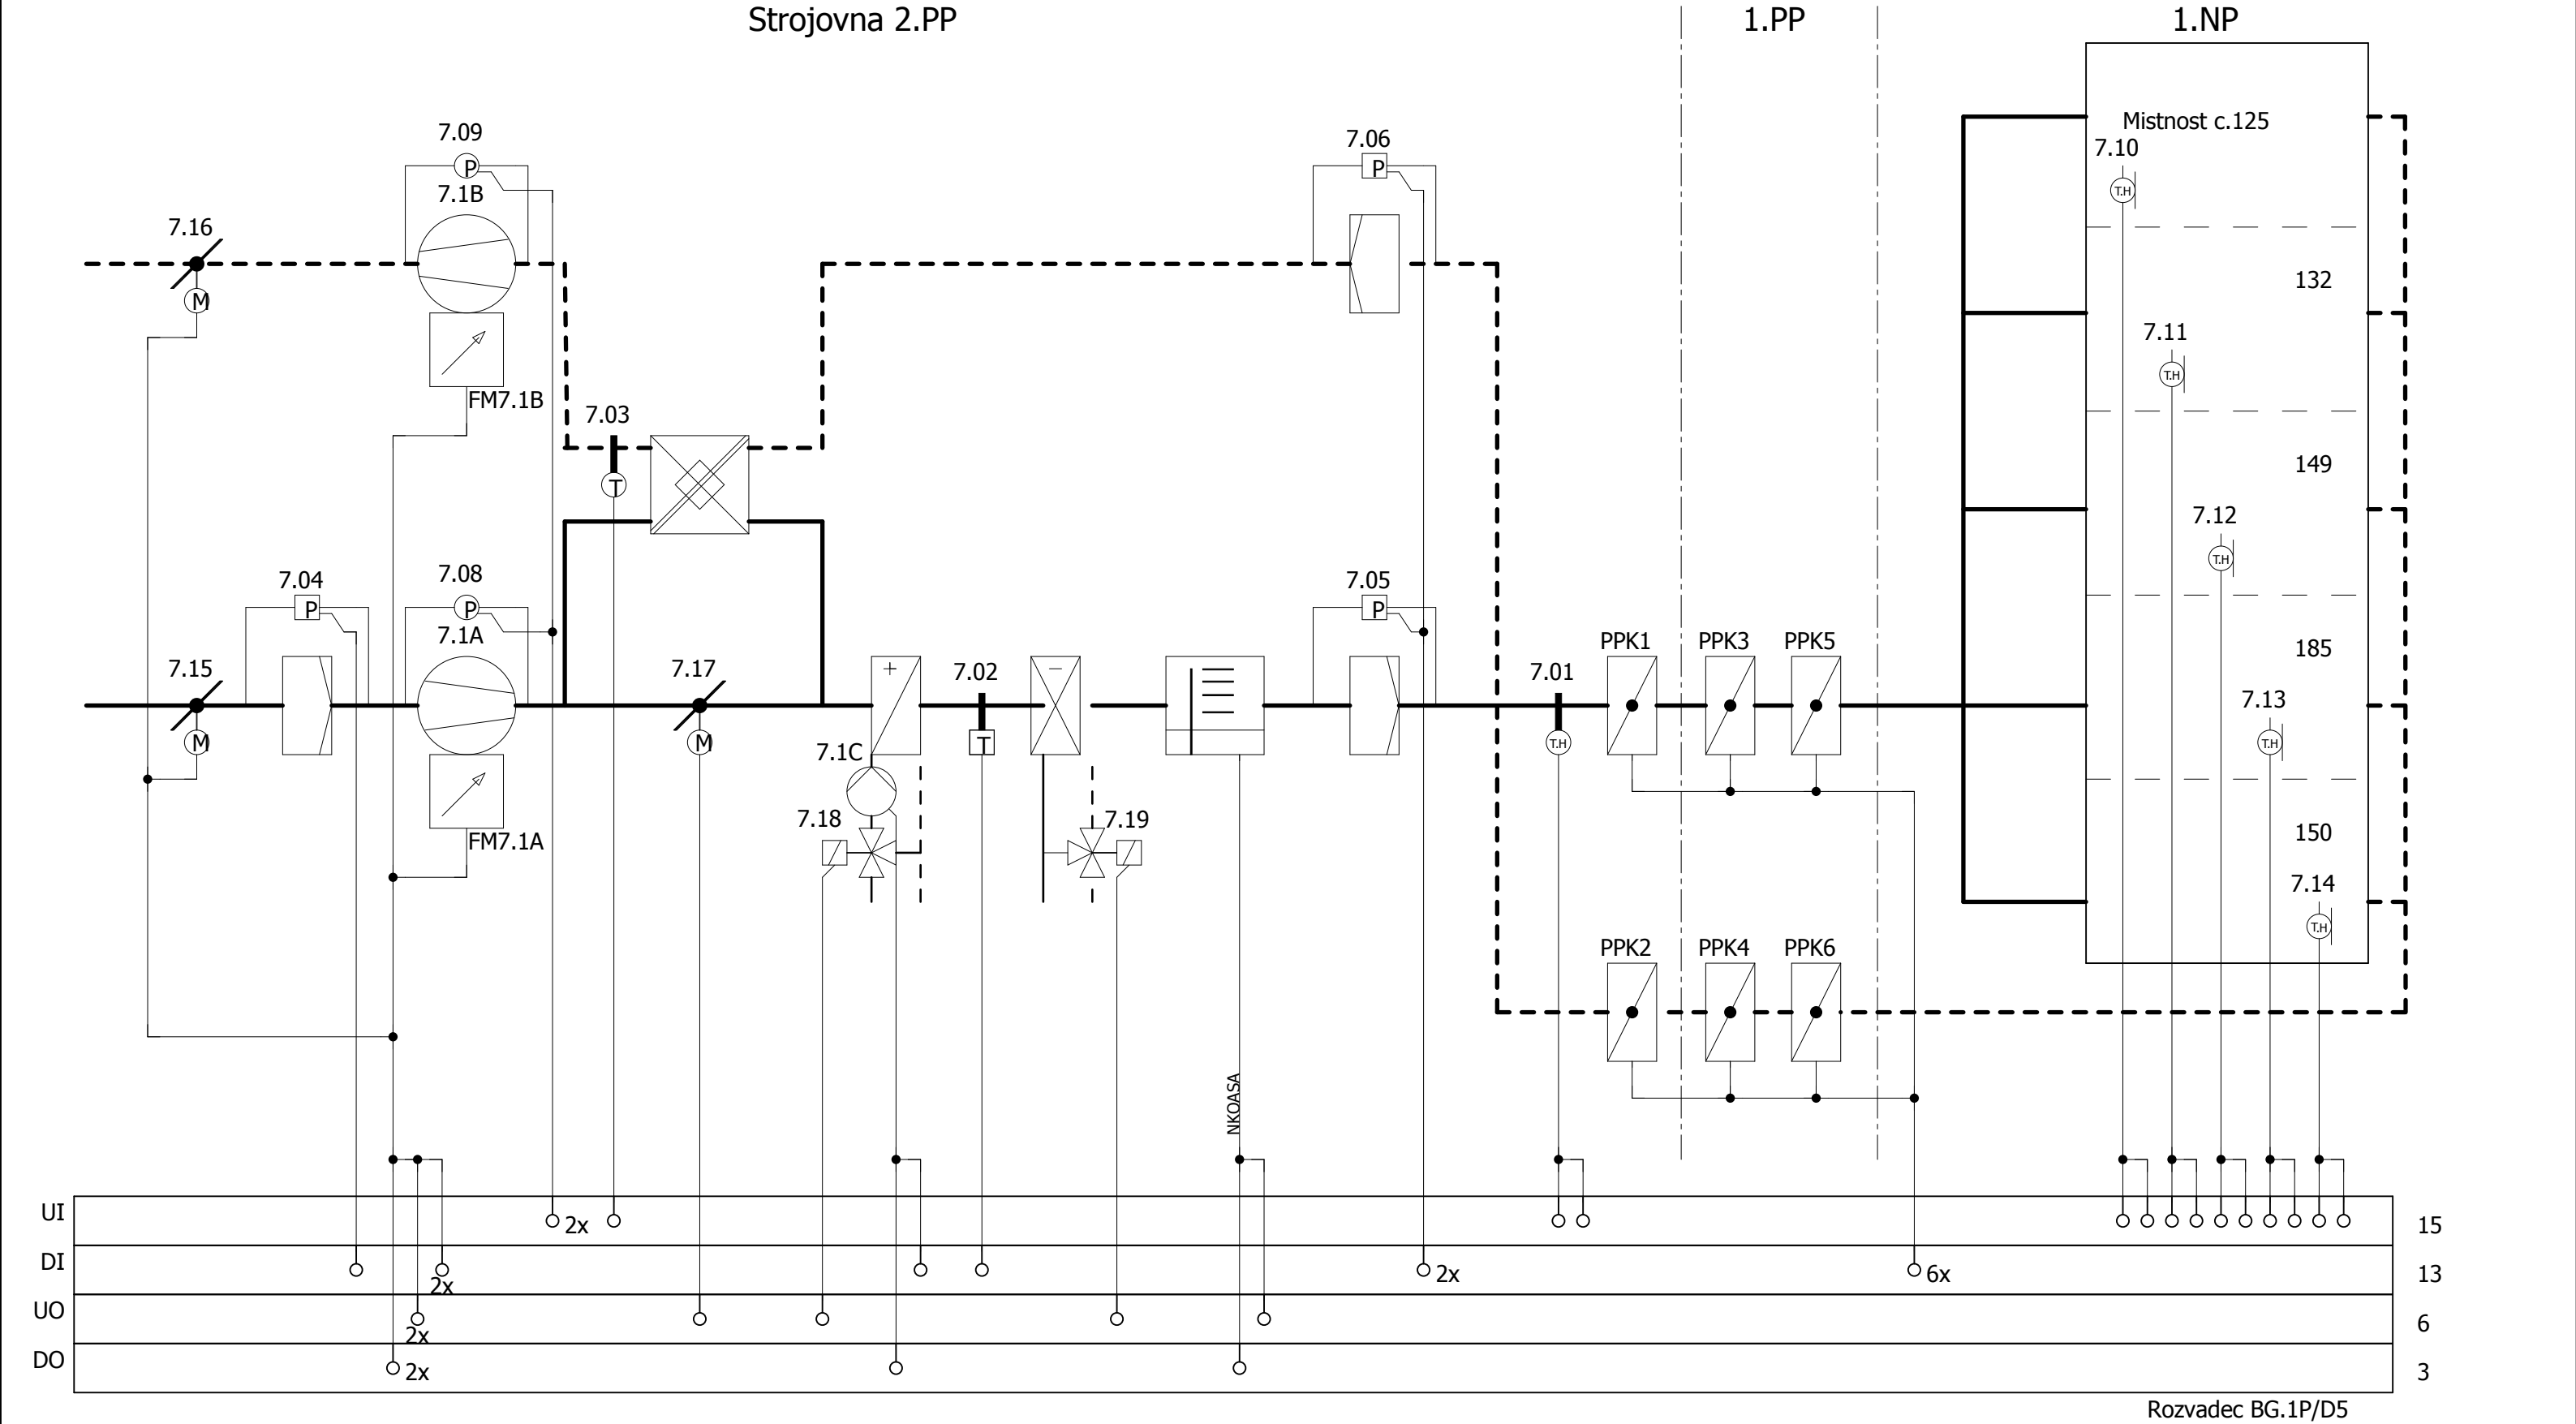 Strojovna 2.PP
1.PP
1.NP
7.09
P
7.1B
7.06
P
Mistnost c.125
7.10
T.H
7.16
M
132
FM7.1B
7.11
T.H
7.03
T
149
7.12
T.H
7.04
P
7.08
P
7.1A
7.05
P
7.15
M
7.17
M
+
7.02
T
−
7.01
T.H
PPK1
PPK3
PPK5
185
7.13
T.H
7.1C
7.18
7.19
FM7.1A
150
7.14
T.H
PPK2
PPK4
PPK6
NKOASA
UI
2x
15
DI
2x
2x
6x
13
UO
2x
6
DO
2x
3
Rozvadec BG.1P/D5